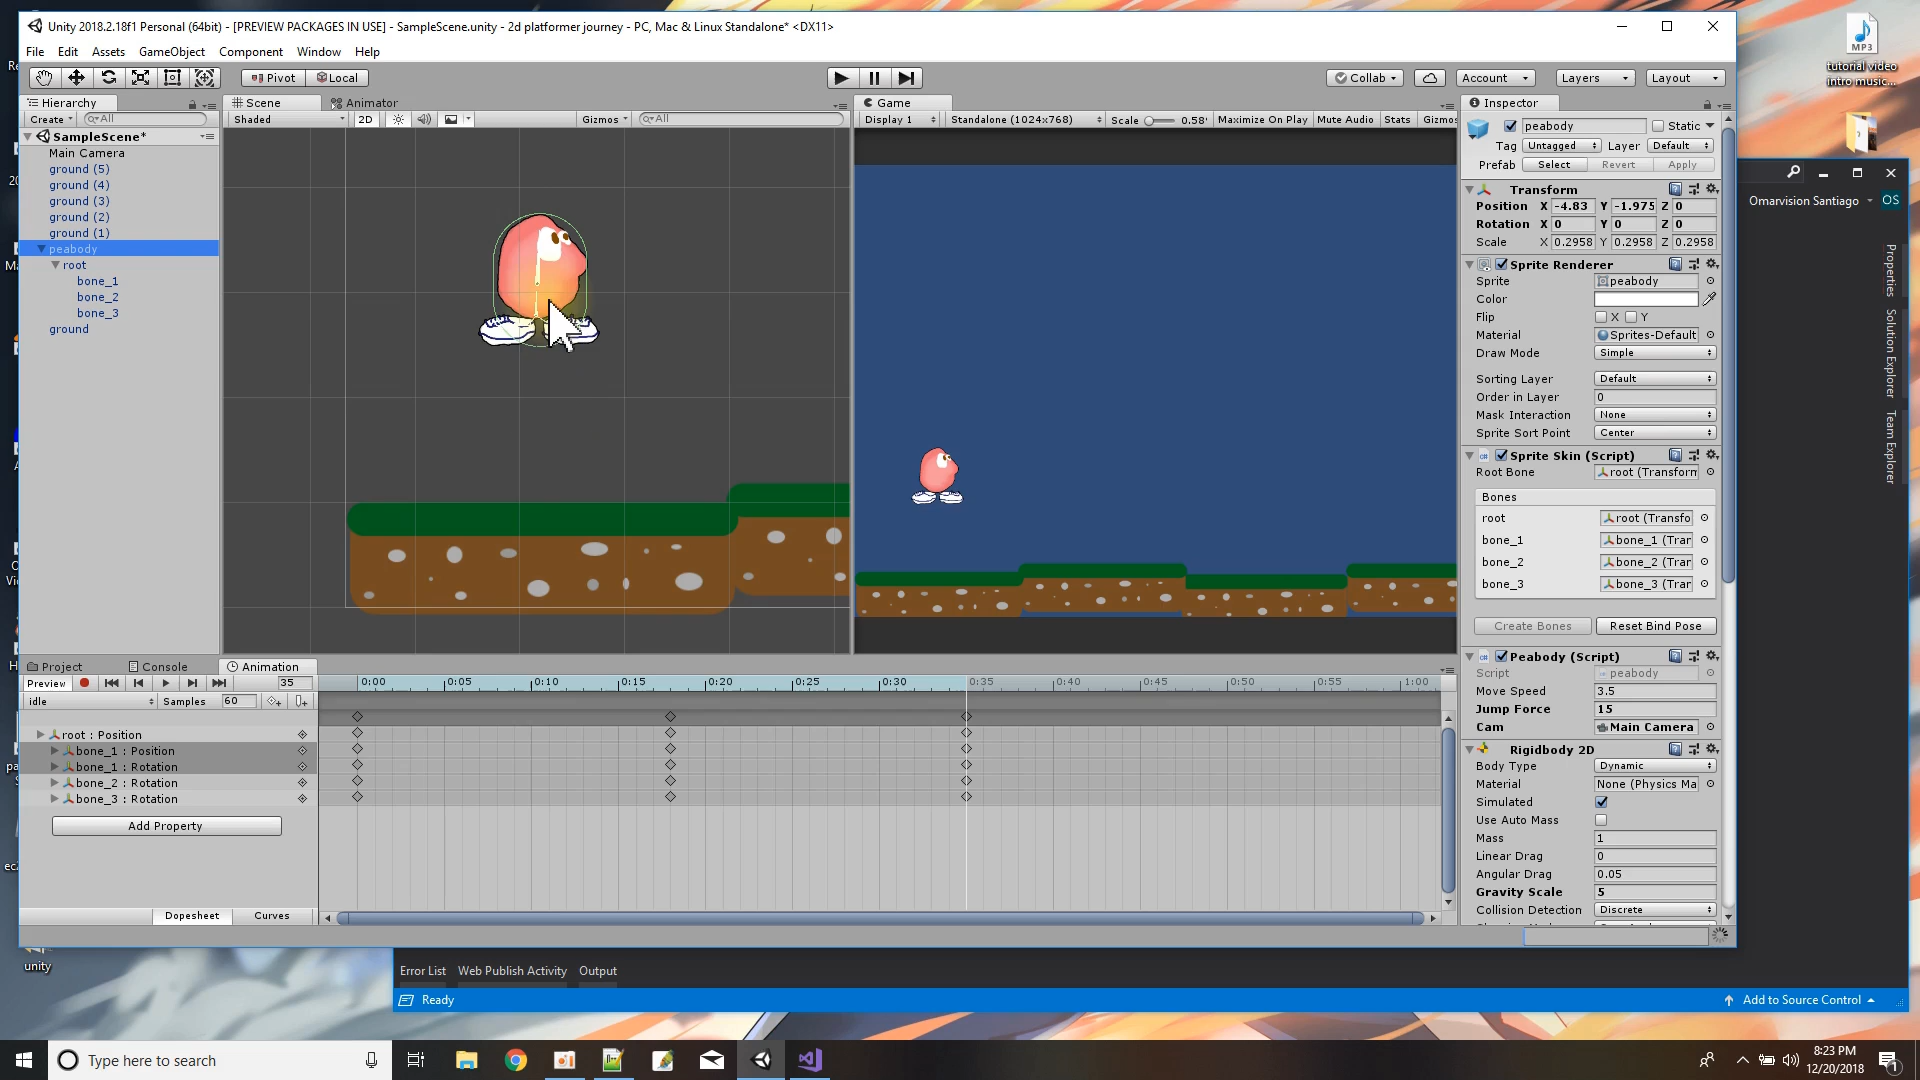 Unity 2018.2.18f1 Personal (64bit) - [PREVIEW PACKAGES IN USE] - SampleScene.unity - 2d platformer journey - PC, Mac & Linux Standalone* <DX11>
File Edit Assets GameObject Component Window Help
Pivot Local Collab Account Layers Layout
MP3
tutorial video
intro music...
Hierarchy
Create All
SampleScene*
Main Camera
ground (5)
ground (4)
ground (3)
ground (2)
ground (1)
peabody
root
bone_1
bone_2
bone_3
ground
Scene Animator
Shaded 2D Gizmos All
Game
Display 1 Standalone (1024x768) Scale 0.58 Maximize On Play Mute Audio Stats Gizmos
Inspector
peabody Static
Tag Untagged Layer Default
Prefab Select Revert Apply
Transform
Position X -4.83 Y -1.975 Z 0
Rotation X 0 Y 0 Z 0
Scale X 0.2958 Y 0.2958 Z 0.2958
Sprite Renderer
Sprite peabody
Color
Flip X Y
Material Sprites-Default
Draw Mode Simple
Sorting Layer Default
Order in Layer 0
Mask Interaction None
Sprite Sort Point Center
Sprite Skin (Script)
Root Bone root (Transform
Bones
root root (Transfo
bone_1 bone_1 (Trar
bone_2 bone_2 (Trar
bone_3 bone_3 (Trar
Create Bones Reset Bind Pose
Peabody (Script)
Script peabody
Move Speed 3.5
Jump Force 15
Cam Main Camera
Rigidbody 2D
Body Type Dynamic
Material None (Physics Ma
Simulated
Use Auto Mass
Mass 1
Linear Drag 0
Angular Drag 0.05
Gravity Scale 5
Collision Detection Discrete
Project Console Animation
Preview 35 0:00 0:05 0:10 0:15 0:20 0:25 0:30 0:35 0:40 0:45 0:50 0:55 1:00
idle Samples 60
root : Position
bone_1 : Position
bone_1 : Rotation
bone_2 : Rotation
bone_3 : Rotation
Add Property
Dopesheet Curves
Omarvision Santiago OS
Properties
Solution Explorer
Team Explorer
unity
Error List Web Publish Activity Output
Ready Add to Source Control
Type here to search
8:23 PM
12/20/2018
1